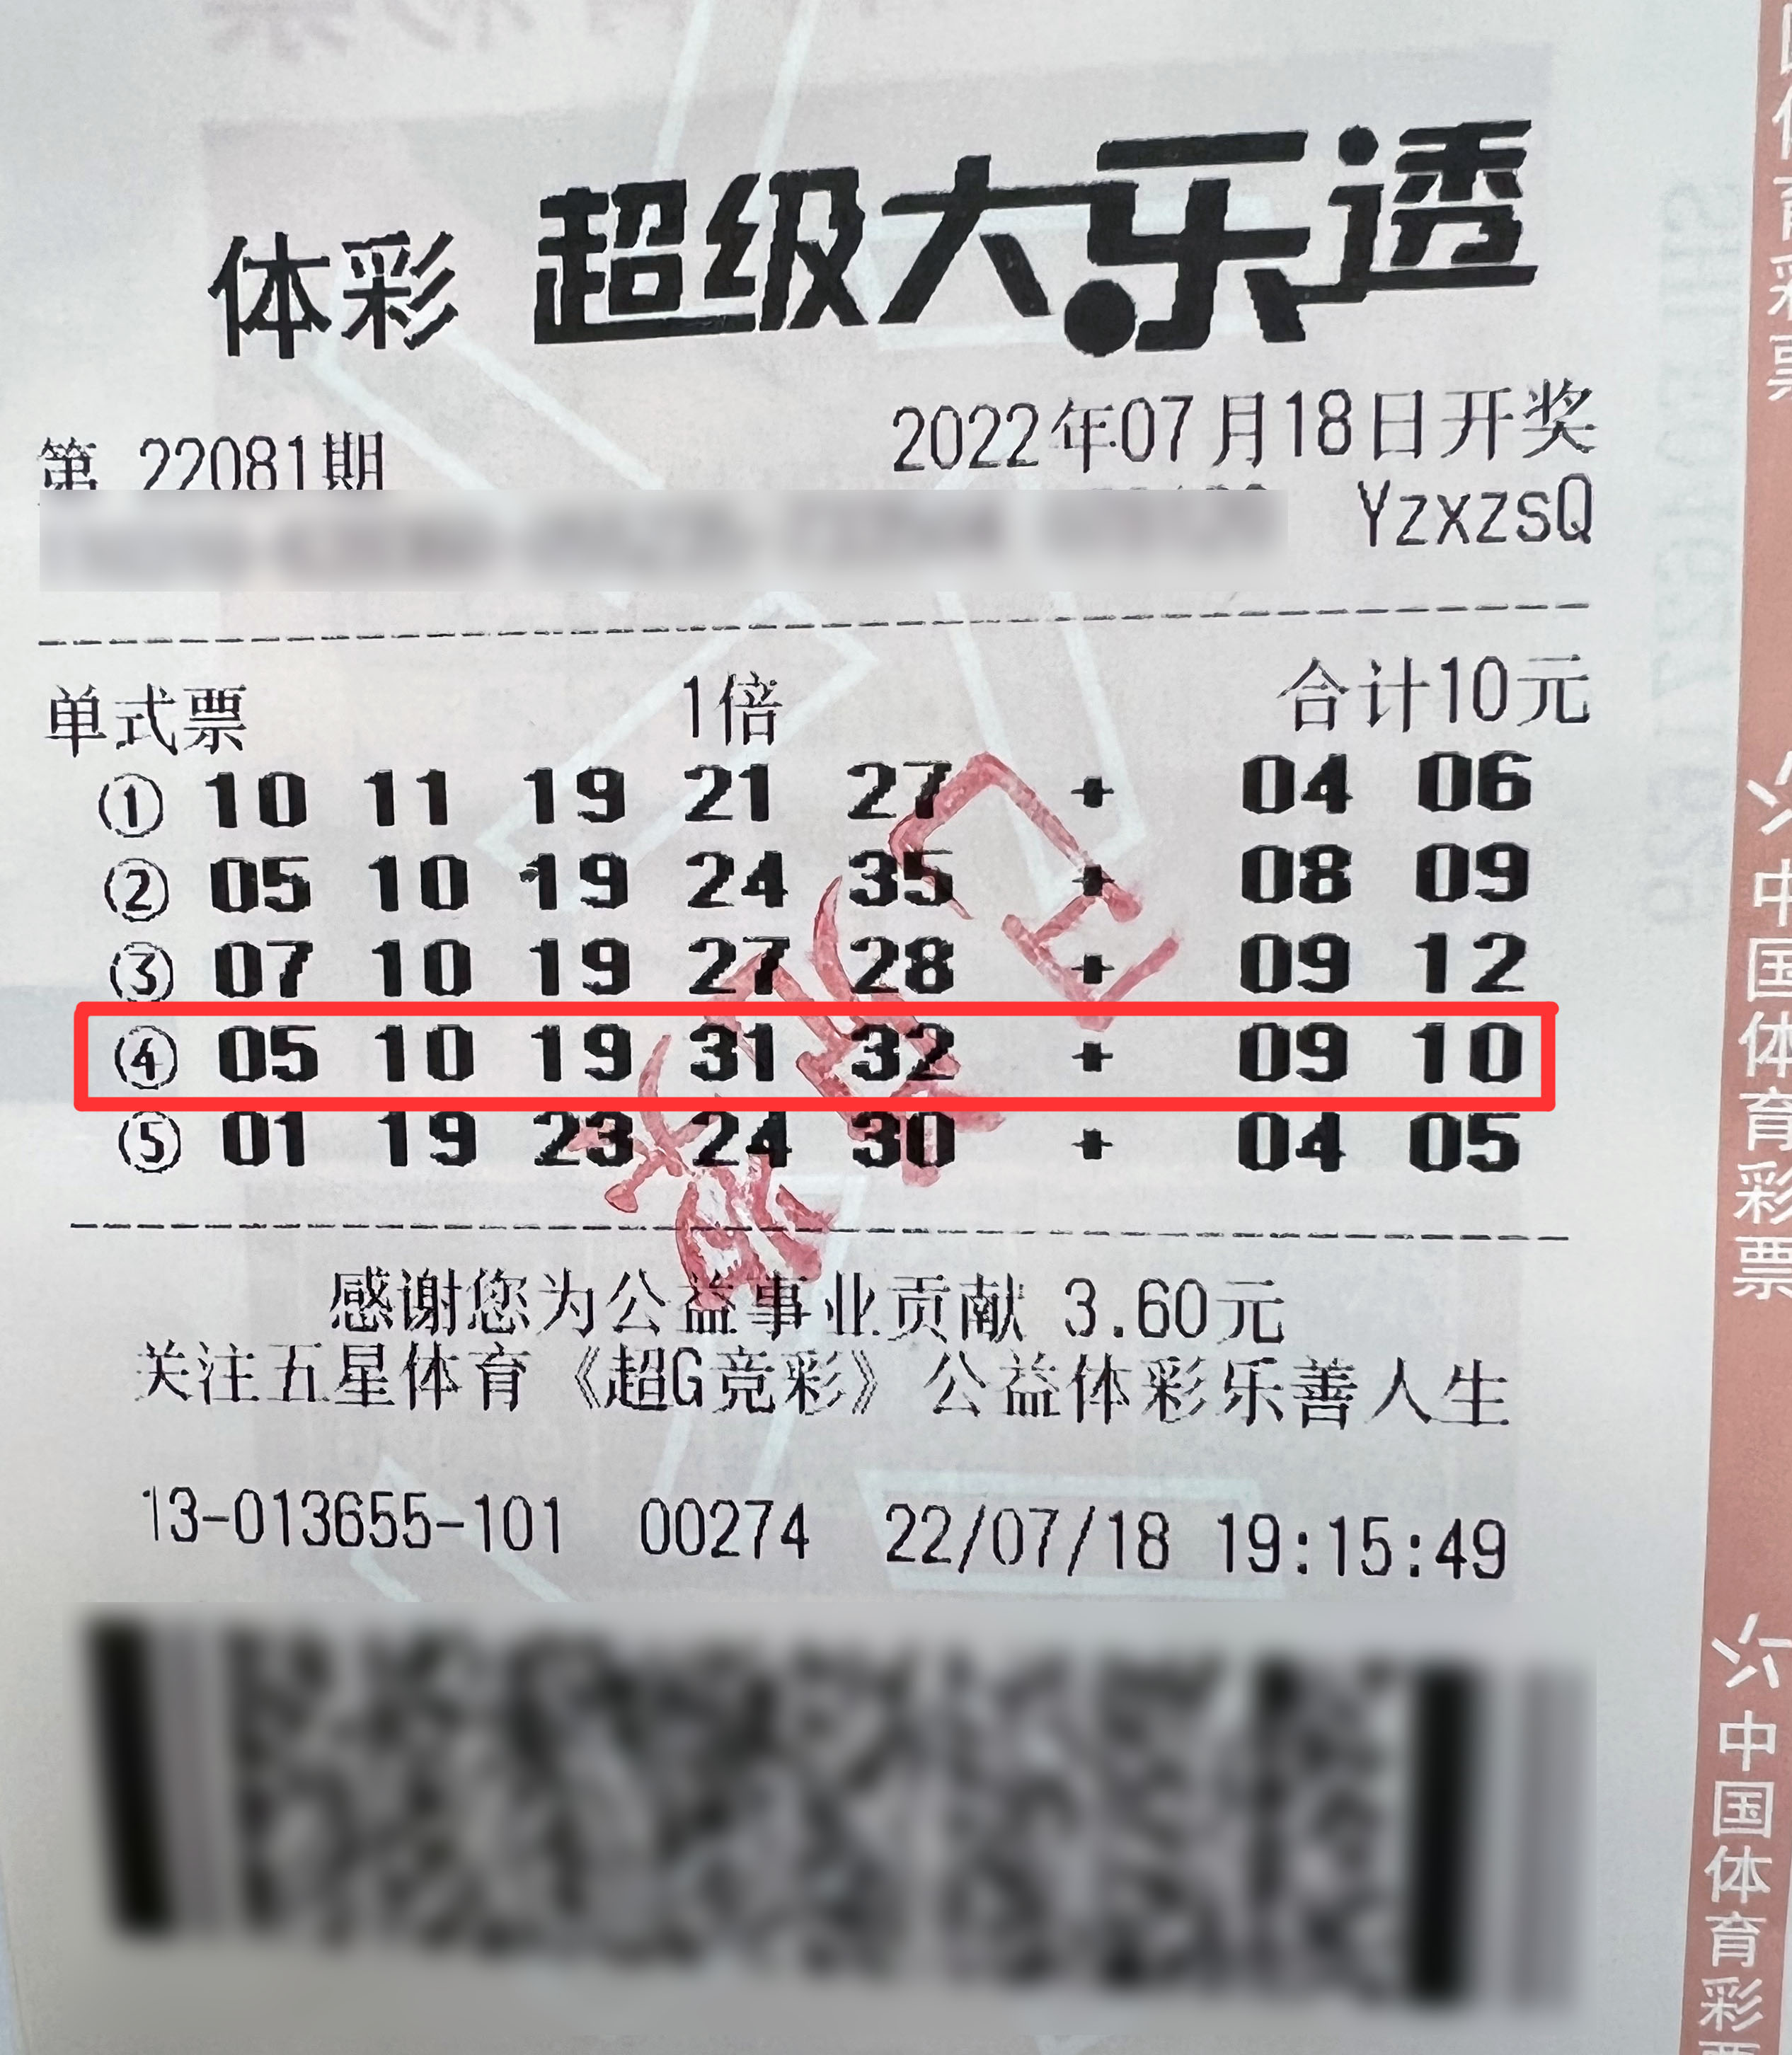 体彩 超级大乐透
第 22081期 2022年07月18日开奖
YzxzsQ
单式票 1倍 合计10元
① 10 11 19 21 27 + 04 06
② 05 10 19 24 35 + 08 09
③ 07 10 19 27 28 + 09 12
④ 05 10 19 31 32 + 09 10
⑤ 01 19 23 24 30 + 04 05
已兑奖
感谢您为公益事业贡献 3.60元
关注五星体育《超G竞彩》公益体彩乐善人生
13-013655-101 00274 22/07/18 19:15:49
中国体育彩票
中国体育彩